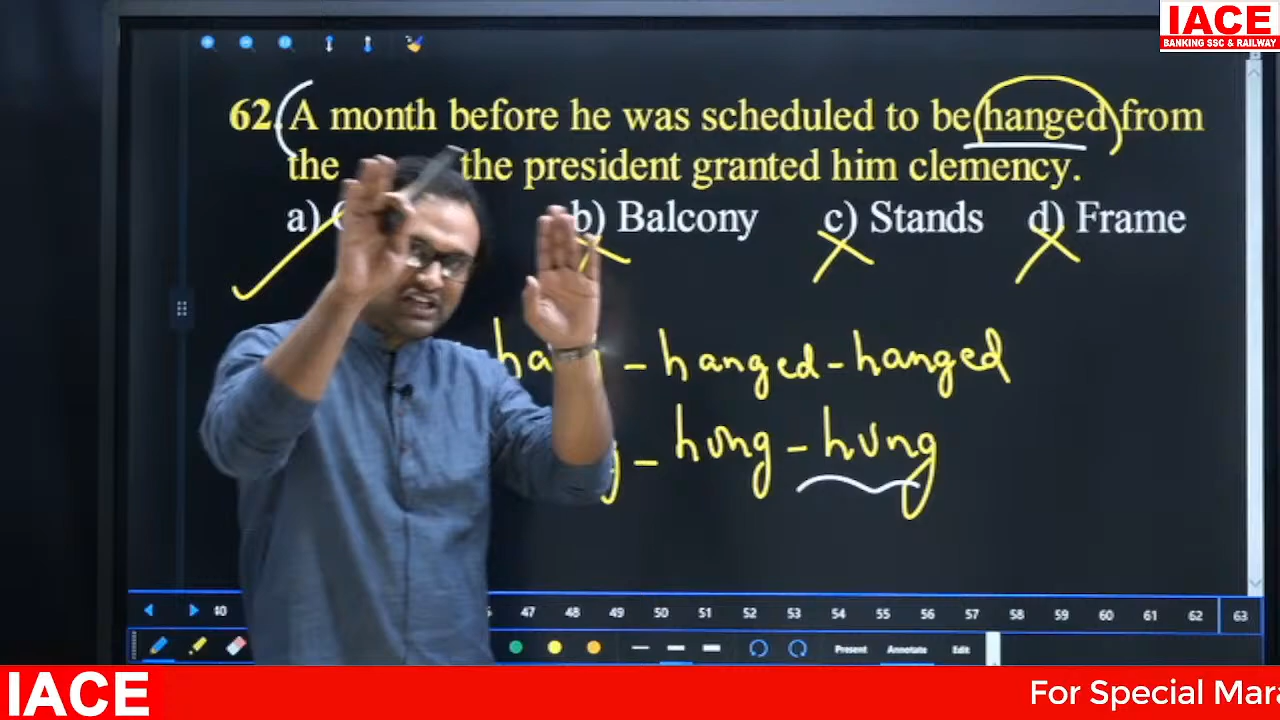 IACE
BANKING SSC & RAILWAY
62. A month before he was scheduled to be hanged from
the the president granted him clemency.
a) b) Balcony c) Stands d) Frame
– hanged – hanged
– hung – hung
47 48 49 50 51 52 53 54 55 56 57 58 59 60 61 62 63
Present Annotate Edit
IACE For Special